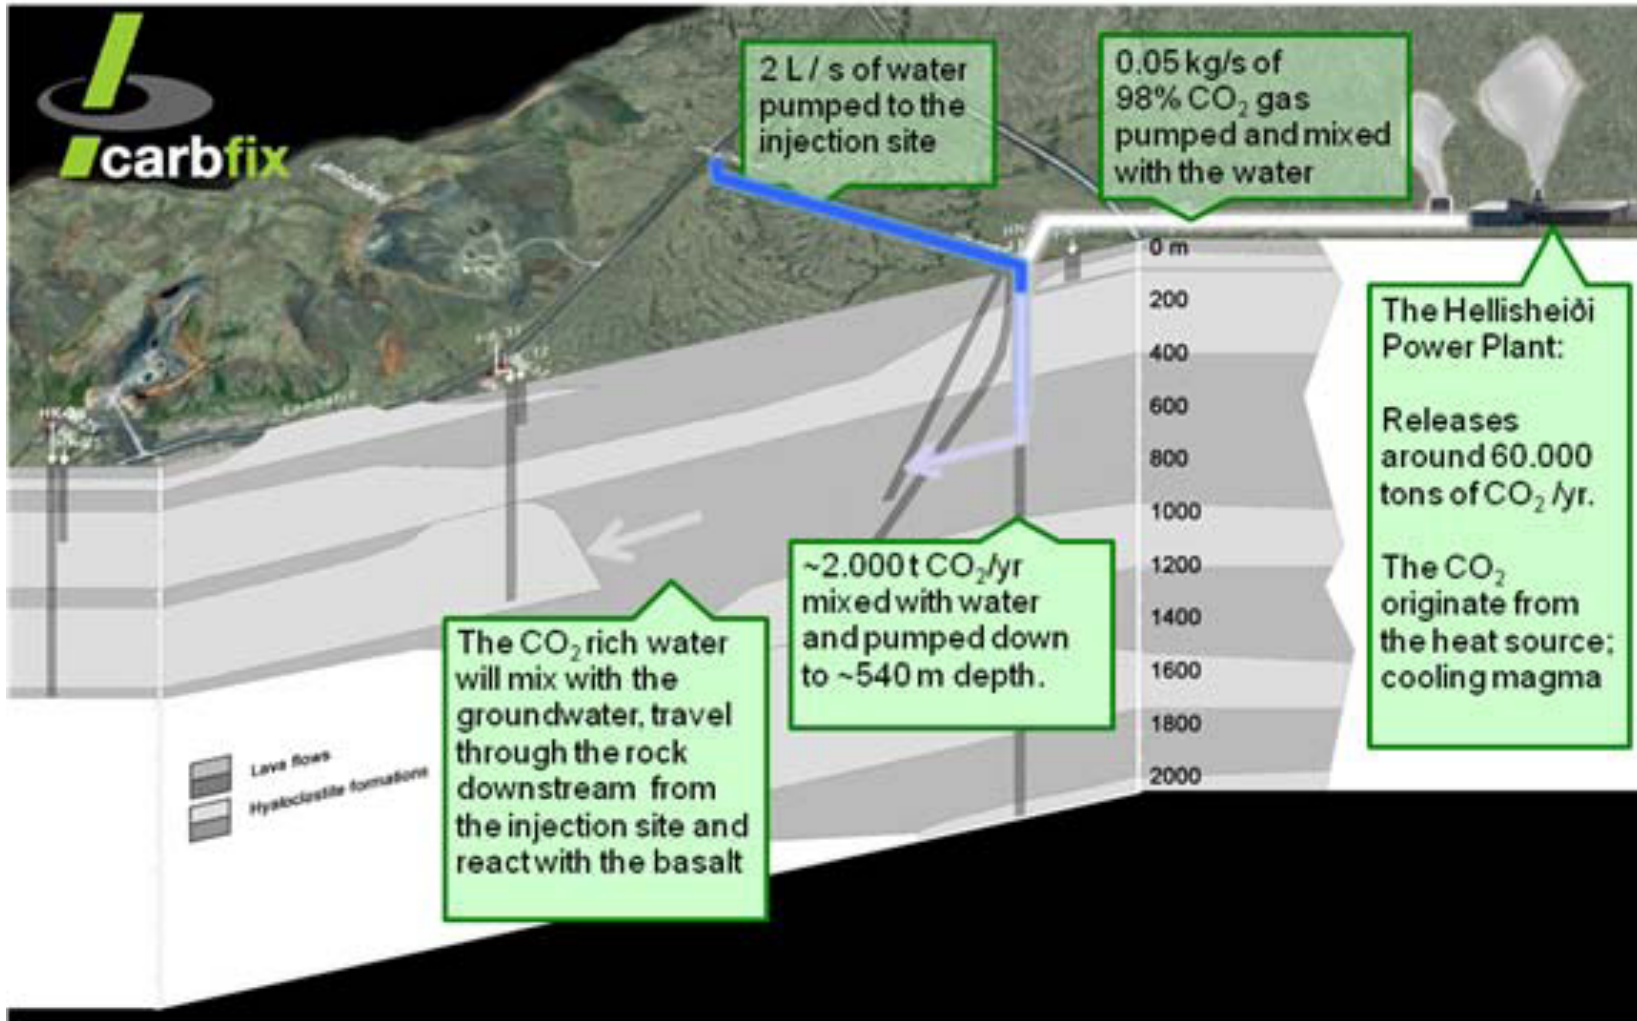 carbfix
2 L / s of water
pumped to the
injection site
0.05 kg/s of
98% CO₂ gas
pumped and mixed
with the water
0 m
200
400
600
800
1000
1200
1400
1600
1800
2000
The Hellisheiði
Power Plant:
Releases
around 60.000
tons of CO₂ /yr.
The CO₂
originate from
the heat source;
cooling magma
~2.000 t CO₂/yr
mixed with water
and pumped down
to ~540 m depth.
The CO₂ rich water
will mix with the
groundwater, travel
through the rock
downstream from
the injection site and
react with the basalt
Lava flows
Hyaloclastite formations